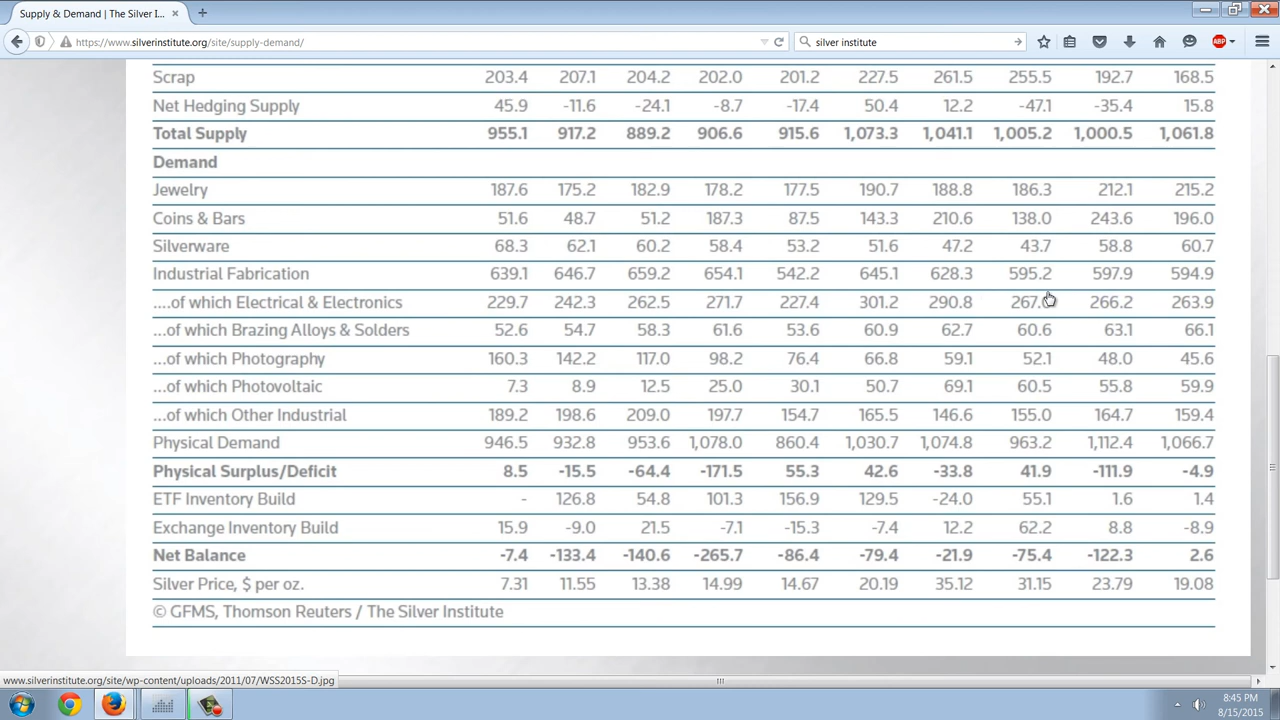 Supply & Demand | The Silver I...
https://www.silverinstitute.org/site/supply-demand/
silver institute
ABP
Scrap 203.4 207.1 204.2 202.0 201.2 227.5 261.5 255.5 192.7 168.5
Net Hedging Supply 45.9 -11.6 -24.1 -8.7 -17.4 50.4 12.2 -47.1 -35.4 15.8
Total Supply 955.1 917.2 889.2 906.6 915.6 1,073.3 1,041.1 1,005.2 1,000.5 1,061.8
Demand
Jewelry 187.6 175.2 182.9 178.2 177.5 190.7 188.8 186.3 212.1 215.2
Coins & Bars 51.6 48.7 51.2 187.3 87.5 143.3 210.6 138.0 243.6 196.0
Silverware 68.3 62.1 60.2 58.4 53.2 51.6 47.2 43.7 58.8 60.7
Industrial Fabrication 639.1 646.7 659.2 654.1 542.2 645.1 628.3 595.2 597.9 594.9
....of which Electrical & Electronics 229.7 242.3 262.5 271.7 227.4 301.2 290.8 267. 266.2 263.9
...of which Brazing Alloys & Solders 52.6 54.7 58.3 61.6 53.6 60.9 62.7 60.6 63.1 66.1
...of which Photography 160.3 142.2 117.0 98.2 76.4 66.8 59.1 52.1 48.0 45.6
...of which Photovoltaic 7.3 8.9 12.5 25.0 30.1 50.7 69.1 60.5 55.8 59.9
...of which Other Industrial 189.2 198.6 209.0 197.7 154.7 165.5 146.6 155.0 164.7 159.4
Physical Demand 946.5 932.8 953.6 1,078.0 860.4 1,030.7 1,074.8 963.2 1,112.4 1,066.7
Physical Surplus/Deficit 8.5 -15.5 -64.4 -171.5 55.3 42.6 -33.8 41.9 -111.9 -4.9
ETF Inventory Build - 126.8 54.8 101.3 156.9 129.5 -24.0 55.1 1.6 1.4
Exchange Inventory Build 15.9 -9.0 21.5 -7.1 -15.3 -7.4 12.2 62.2 8.8 -8.9
Net Balance -7.4 -133.4 -140.6 -265.7 -86.4 -79.4 -21.9 -75.4 -122.3 2.6
Silver Price, $ per oz. 7.31 11.55 13.38 14.99 14.67 20.19 35.12 31.15 23.79 19.08
© GFMS, Thomson Reuters / The Silver Institute
www.silverinstitute.org/site/wp-content/uploads/2011/07/WSS2015S-D.jpg
8:45 PM
8/15/2015